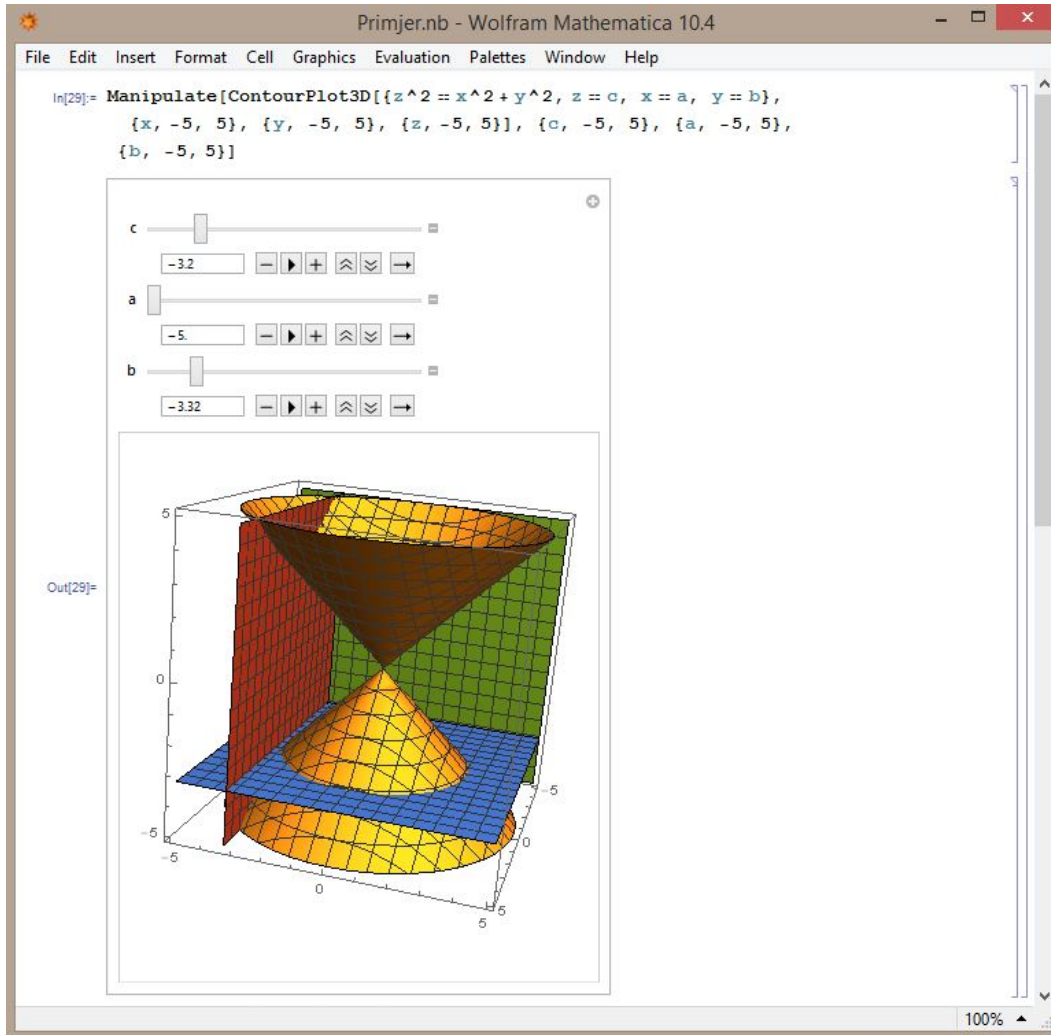 Primjer.nb - Wolfram Mathematica 10.4
File Edit Insert Format Cell Graphics Evaluation Palettes Window Help
In[29]:= Manipulate[ContourPlot3D[{z^2 == x^2 + y^2, z == c, x == a, y == b},
{x, -5, 5}, {y, -5, 5}, {z, -5, 5}], {c, -5, 5}, {a, -5, 5},
{b, -5, 5}]
c
-3.2
a
-5.
b
-3.32
Out[29]=
5
0
-5
-5
0
5
-5
0
5
100%